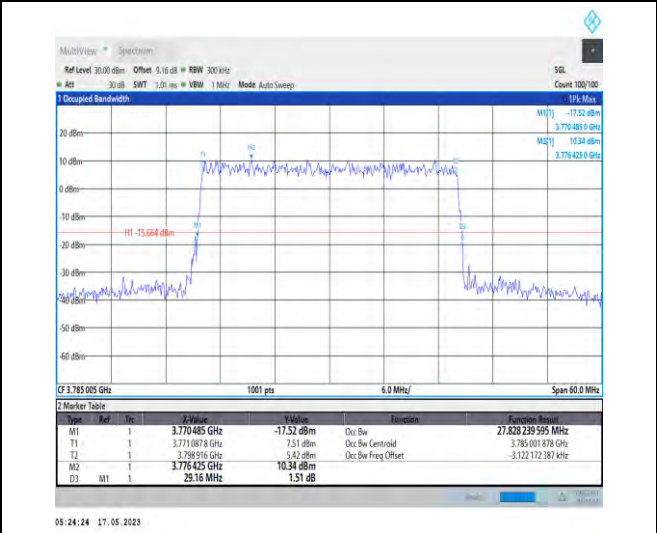 MultiView Spectrum
Ref Level 30.00 dBm Offset 9.16 dB RBW 300 kHz SGL
Att 30 dB SWT 1.01 ms VBW 1 MHz Mode Auto Sweep Count 100/100
1 Occupied Bandwidth 1Pk Max
M1[1] -17.52 dBm
3.770 485 0 GHz
M2[1] 10.34 dBm
3.776 425 0 GHz
20 dBm
M2
T1
10 dBm
0 dBm
-10 dBm
M1
D3
H1 -15.664 dBm
-20 dBm
-30 dBm
-40 dBm
-50 dBm
-60 dBm
CF 3.785 005 GHz 1001 pts 6.0 MHz/ Span 60.0 MHz
2 Marker Table
Type Ref Trc X-Value Y-Value Function Function Result
M1 1 3.770 485 GHz -17.52 dBm Occ Bw 27.828 239 595 MHz
T1 1 3.771 087 8 GHz 7.51 dBm Occ Bw Centroid 3.785 001 878 GHz
T2 1 3.798 916 GHz 5.42 dBm Occ Bw Freq Offset -3.122 172 387 kHz
M2 1 3.776 425 GHz 10.34 dBm
D3 M1 1 29.16 MHz 1.51 dB
05:24:24 17.05.2023